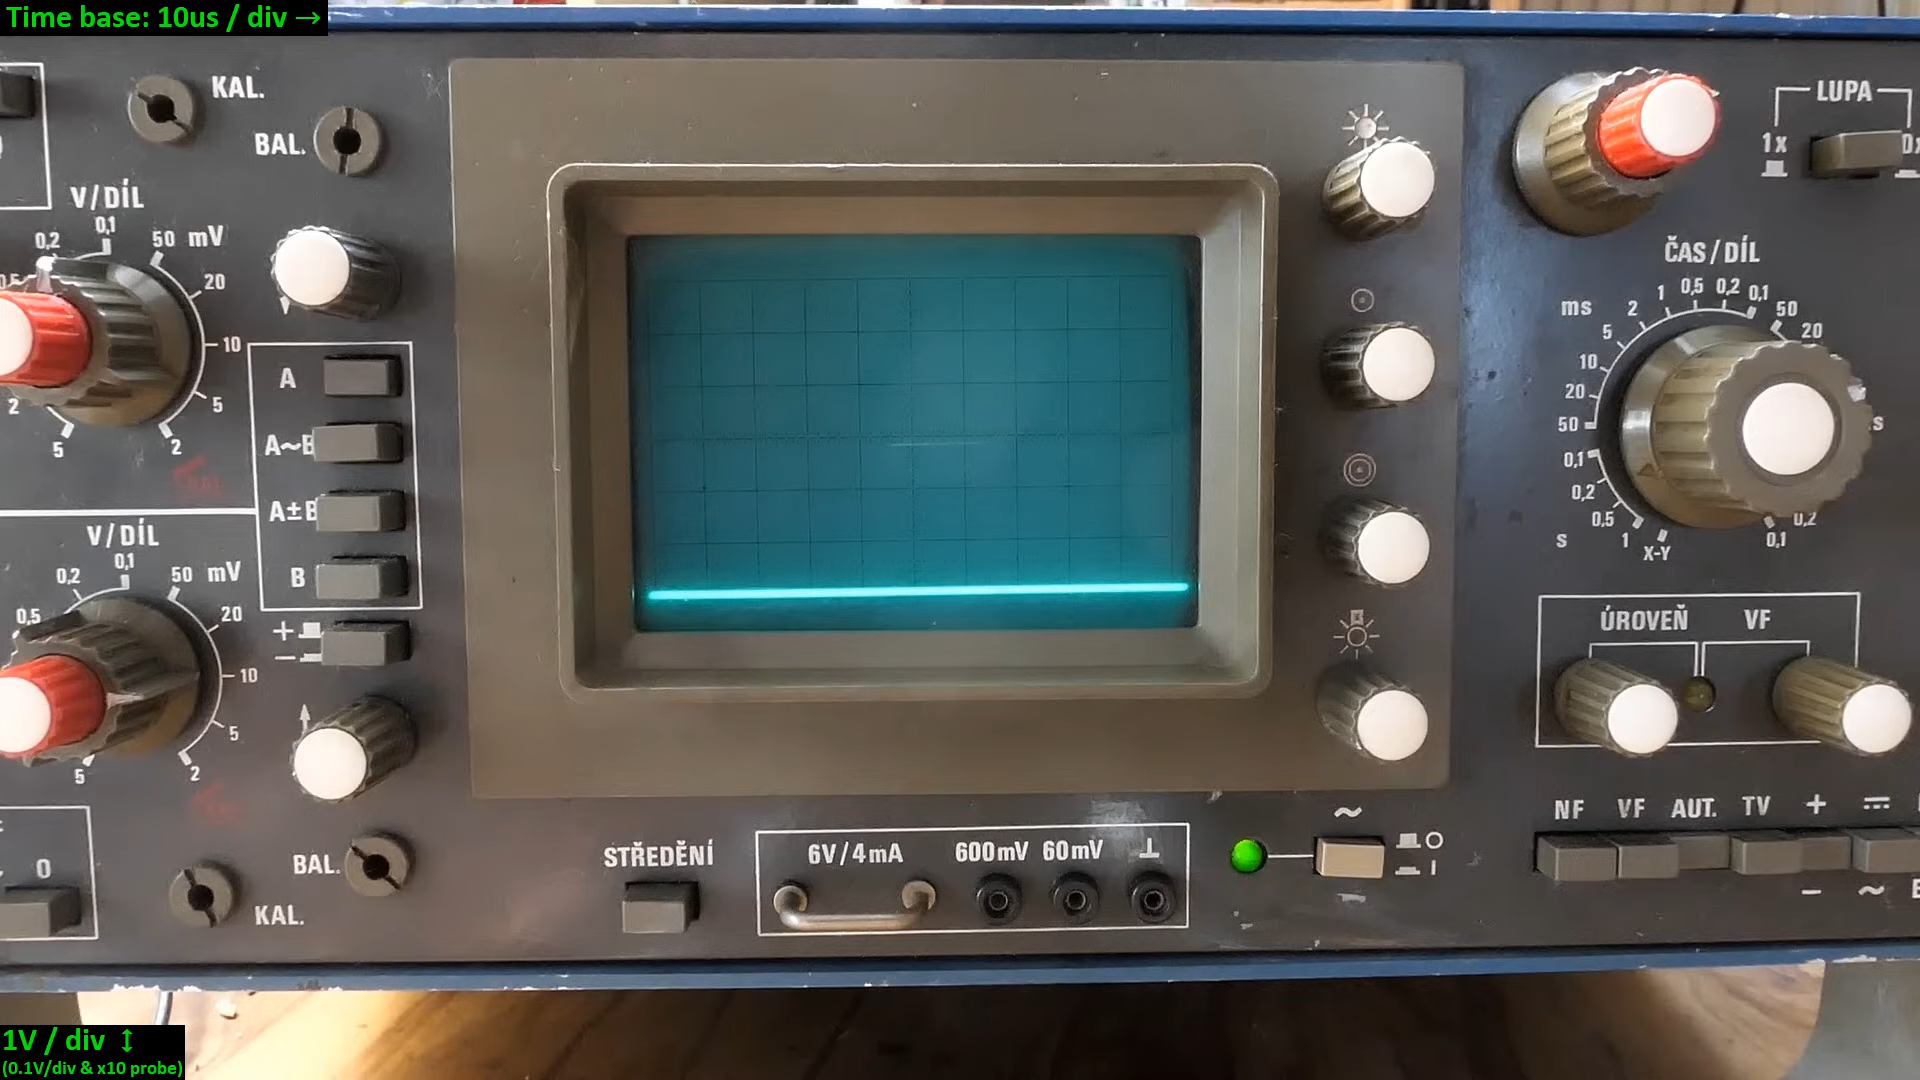 Time base: 10us / div →
KAL.
BAL.
V/DÍL
0,2 0,1 50 mV
20
10
5
2
5
2
A
A~B
A±B
B
+
−
V/DÍL
0,5 0,2 0,1 50 mV
20
10
5
2
5
BAL.
KAL.
0
STŘEDĚNÍ
6V/4mA 600mV 60mV ⊥
~
O
I
LUPA
1x
ČAS/DÍL
ms 5 2 1 0,5 0,2 0,1 50 20
10
20
50
0,1
0,2
0,5
s 1 X-Y 0,1 0,2
ÚROVEŇ VF
NF VF AUT. TV +
− ~
1V / div ↕
(0.1V/div & x10 probe)